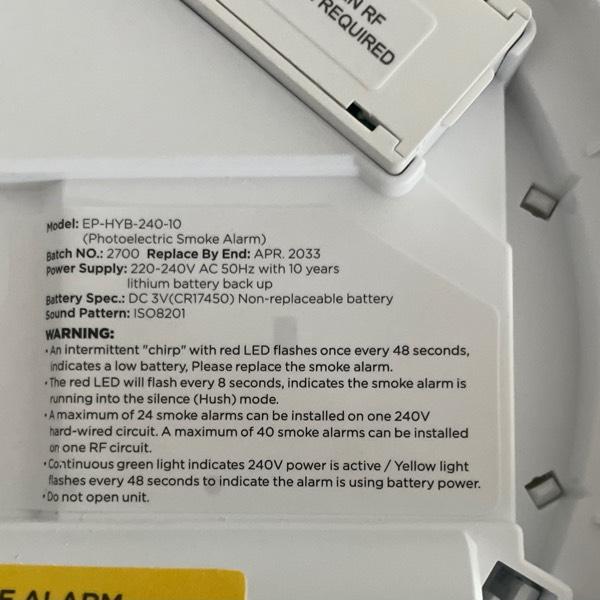 N RF
REQUIRED
Model: EP-HYB-240-10
(Photoelectric Smoke Alarm)
Batch NO.: 2700 Replace By End: APR. 2033
Power Supply: 220-240V AC 50Hz with 10 years
lithium battery back up
Battery Spec.: DC 3V(CR17450) Non-replaceable battery
Sound Pattern: ISO8201
WARNING:
·An intermittent "chirp" with red LED flashes once every 48 seconds,
indicates a low battery, Please replace the smoke alarm.
·The red LED will flash every 8 seconds, indicates the smoke alarm is
running into the silence (Hush) mode.
·A maximum of 24 smoke alarms can be installed on one 240V
hard-wired circuit. A maximum of 40 smoke alarms can be installed
on one RF circuit.
·Continuous green light indicates 240V power is active / Yellow light
flashes every 48 seconds to indicate the alarm is using battery power.
·Do not open unit.
E ALARM